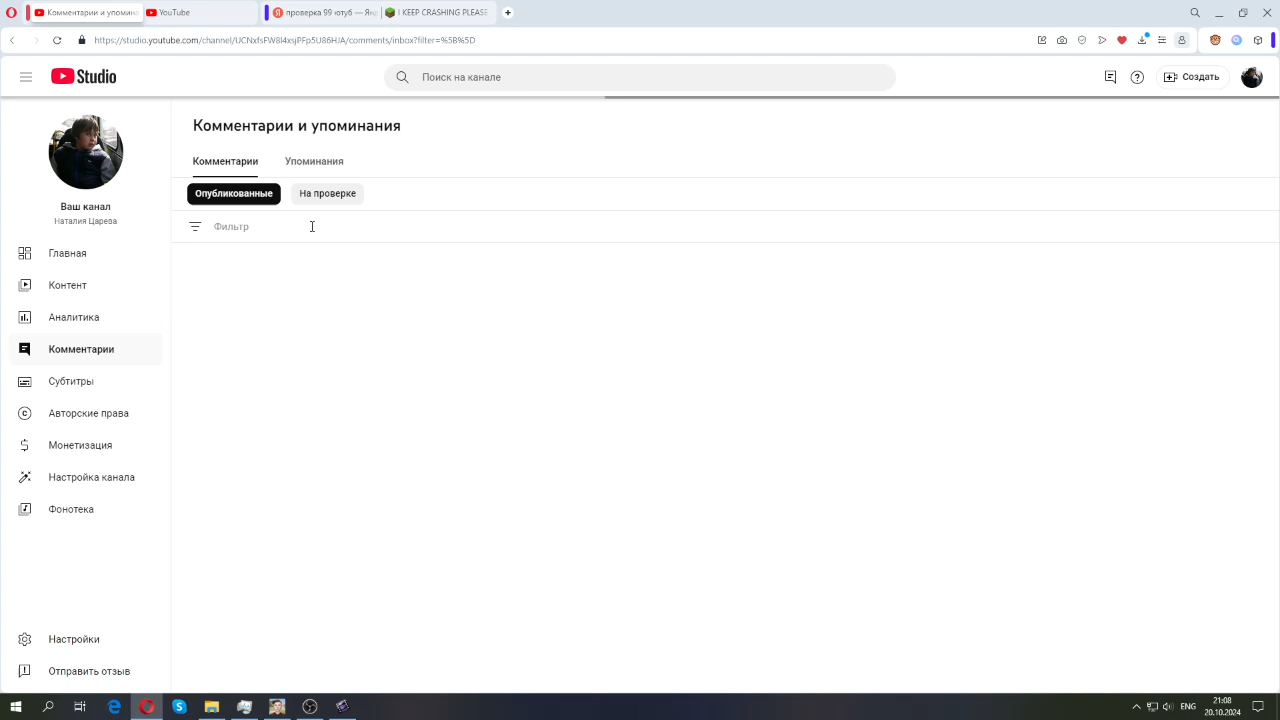 Комментарии и упомина
YouTube
проверка 99 ютуб — Янд
I KEEP CRASHING PLEASE
https://studio.youtube.com/channel/UCNxfsFW8l4xsjPFp5U86HJA/comments/inbox?filter=%5B%5D
Studio
Поиск на канале
Создать
Комментарии и упоминания
Комментарии
Упоминания
Опубликованные
На проверке
Фильтр
Ваш канал
Наталия Царева
Главная
Контент
Аналитика
Комментарии
Субтитры
Авторские права
Монетизация
Настройка канала
Фонотека
Настройки
Отправить отзыв
ENG
21:08
20.10.2024